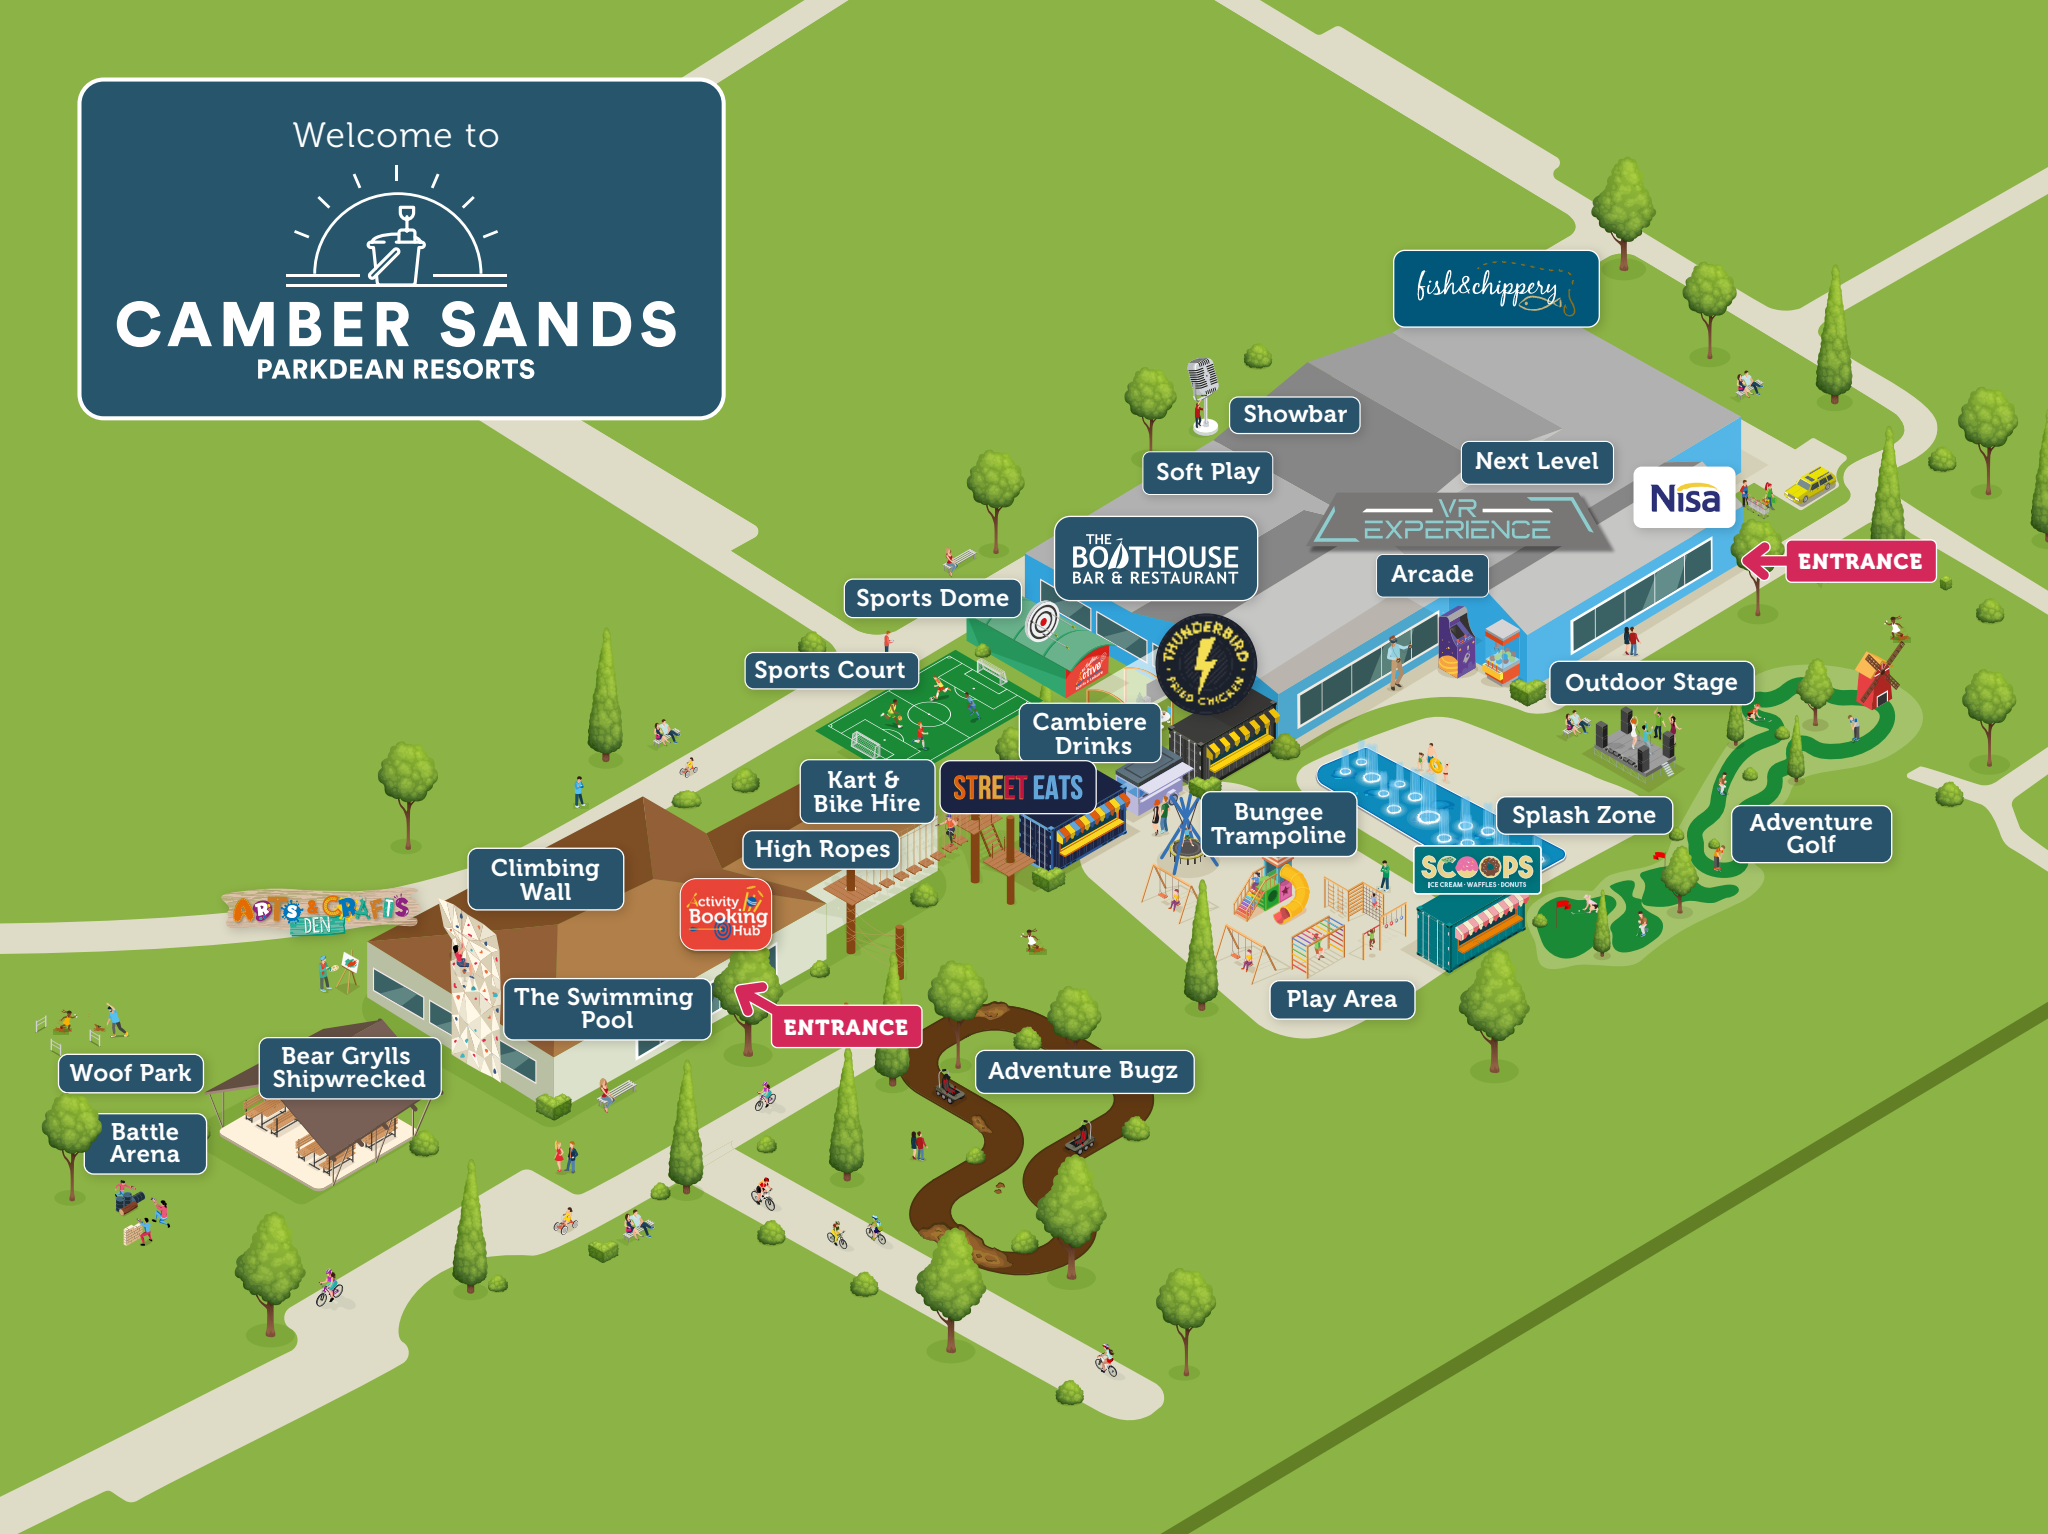 Welcome to
CAMBER SANDS
PARKDEAN RESORTS
fish&chippery
Showbar
Soft Play
Next Level
Nisa
VR
EXPERIENCE
THE
BOATHOUSE
BAR & RESTAURANT
Arcade
ENTRANCE
Sports Dome
THUNDERBIRD
FRIED CHICKEN
Sports Court
Outdoor Stage
Cambiere
Drinks
Kart &
Bike Hire
STREET EATS
Bungee
Trampoline
Splash Zone
Adventure
Golf
High Ropes
SCOOPS
ICE CREAM · WAFFLES · DONUTS
Climbing
Wall
ARTS & CRAFTS
DEN
Activity
Booking
Hub
The Swimming
Pool
Play Area
ENTRANCE
Woof Park
Bear Grylls
Shipwrecked
Adventure Bugz
Battle
Arena